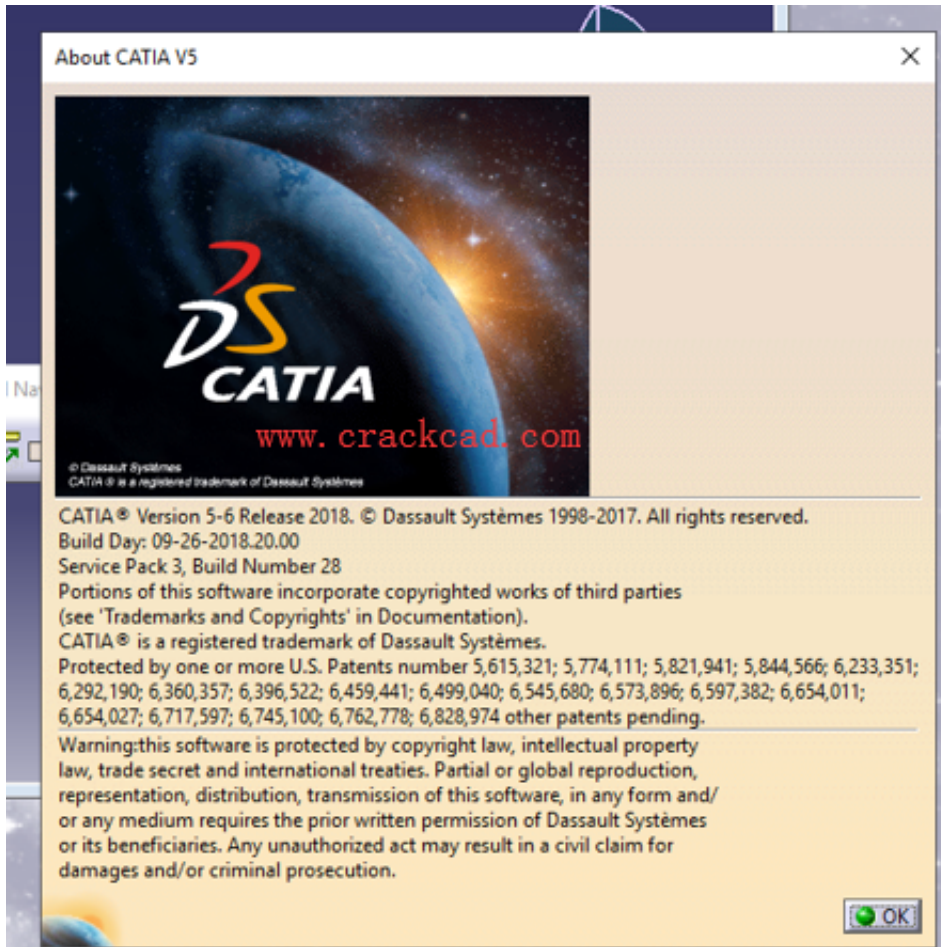 About CATIA V5
DS
CATIA
www.crackcad.com
© Dassault Systèmes
CATIA ® is a registered trademark of Dassault Systèmes
Na
CATIA® Version 5-6 Release 2018. © Dassault Systèmes 1998-2017. All rights reserved.
Build Day: 09-26-2018.20.00
Service Pack 3, Build Number 28
Portions of this software incorporate copyrighted works of third parties
(see 'Trademarks and Copyrights' in Documentation).
CATIA® is a registered trademark of Dassault Systèmes.
Protected by one or more U.S. Patents number 5,615,321; 5,774,111; 5,821,941; 5,844,566; 6,233,351;
6,292,190; 6,360,357; 6,396,522; 6,459,441; 6,499,040; 6,545,680; 6,573,896; 6,597,382; 6,654,011;
6,654,027; 6,717,597; 6,745,100; 6,762,778; 6,828,974 other patents pending.
Warning:this software is protected by copyright law, intellectual property
law, trade secret and international treaties. Partial or global reproduction,
representation, distribution, transmission of this software, in any form and/
or any medium requires the prior written permission of Dassault Systèmes
or its beneficiaries. Any unauthorized act may result in a civil claim for
damages and/or criminal prosecution.
OK